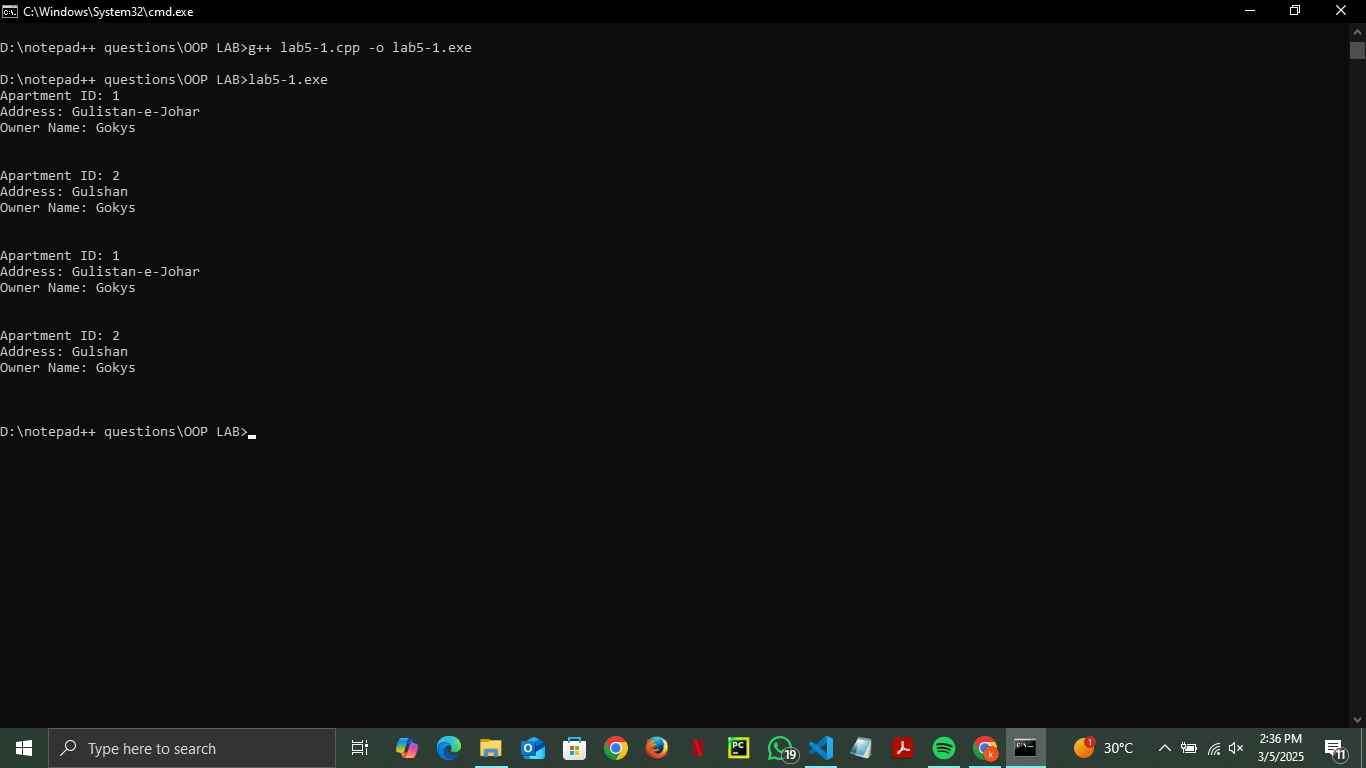 C:\Windows\System32\cmd.exe
D:\notepad++ questions\OOP LAB>g++ lab5-1.cpp -o lab5-1.exe
D:\notepad++ questions\OOP LAB>lab5-1.exe
Apartment ID: 1
Address: Gulistan-e-Johar
Owner Name: Gokys
Apartment ID: 2
Address: Gulshan
Owner Name: Gokys
Apartment ID: 1
Address: Gulistan-e-Johar
Owner Name: Gokys
Apartment ID: 2
Address: Gulshan
Owner Name: Gokys
D:\notepad++ questions\OOP LAB>
Type here to search
PC
19
k
1
30°C
2:36 PM
3/5/2025
11